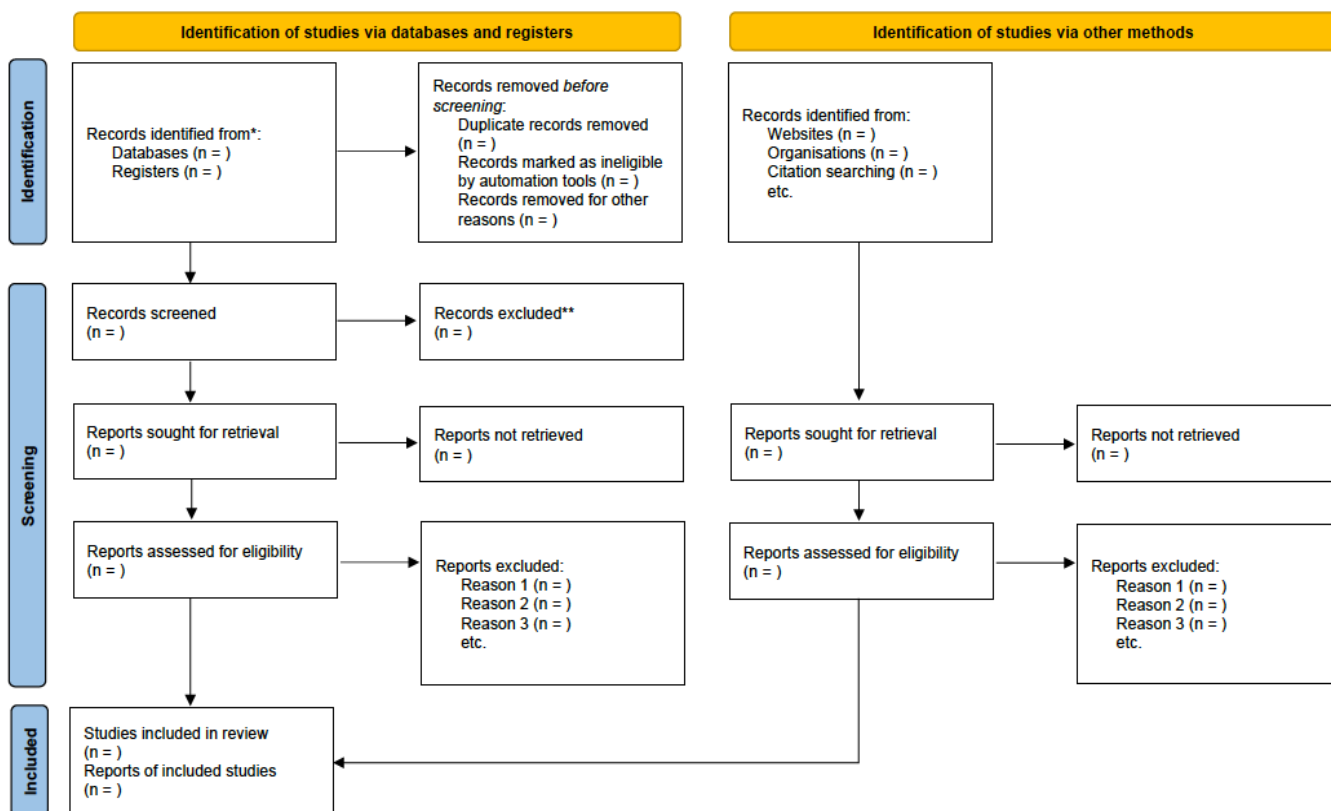 Identification of studies via databases and registers
Identification of studies via other methods
Identification
Records identified from*:
Databases (n = )
Registers (n = )
Records removed before
screening:
Duplicate records removed
(n = )
Records marked as ineligible
by automation tools (n = )
Records removed for other
reasons (n = )
Records identified from:
Websites (n = )
Organisations (n = )
Citation searching (n = )
etc.
Screening
Records screened
(n = )
Records excluded**
(n = )
Reports sought for retrieval
(n = )
Reports not retrieved
(n = )
Reports sought for retrieval
(n = )
Reports not retrieved
(n = )
Reports assessed for eligibility
(n = )
Reports excluded:
Reason 1 (n = )
Reason 2 (n = )
Reason 3 (n = )
etc.
Reports assessed for eligibility
(n = )
Reports excluded:
Reason 1 (n = )
Reason 2 (n = )
Reason 3 (n = )
etc.
Included
Studies included in review
(n = )
Reports of included studies
(n = )